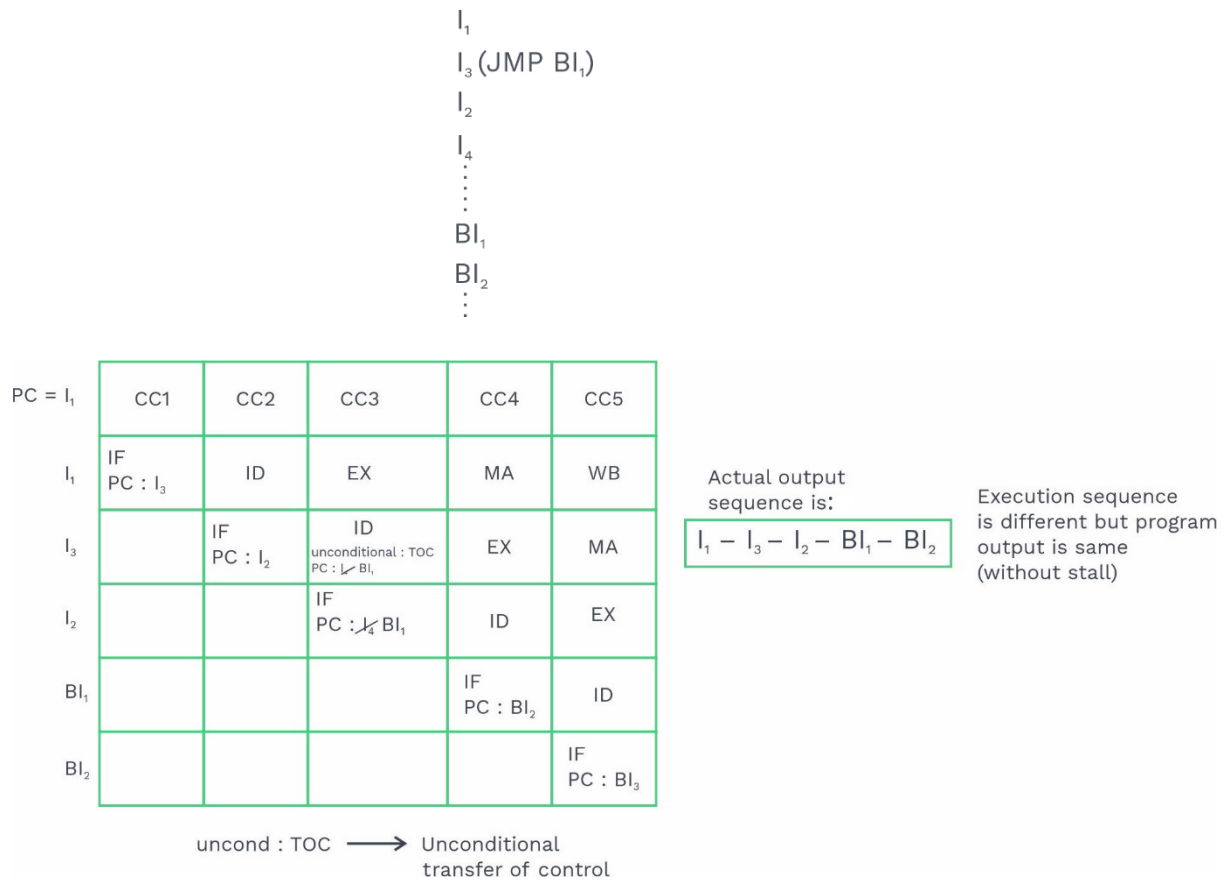 I₁
I₃ (JMP BI₁)
I₂
I₄
BI₁
BI₂
PC = I₁ CC1 CC2 CC3 CC4 CC5
I₁ IF PC : I₃ ID EX MA WB
I₃ IF PC : I₂ ID unconditional : TOC PC : I₄ BI₁ EX MA
I₂ IF PC : I₄ BI₁ ID EX
BI₁ IF PC : BI₂ ID
BI₂ IF PC : BI₃
Actual output
sequence is:
I₁ – I₃ – I₂ – BI₁ – BI₂
Execution sequence
is different but program
output is same
(without stall)
uncond : TOC ⟶ Unconditional
transfer of control